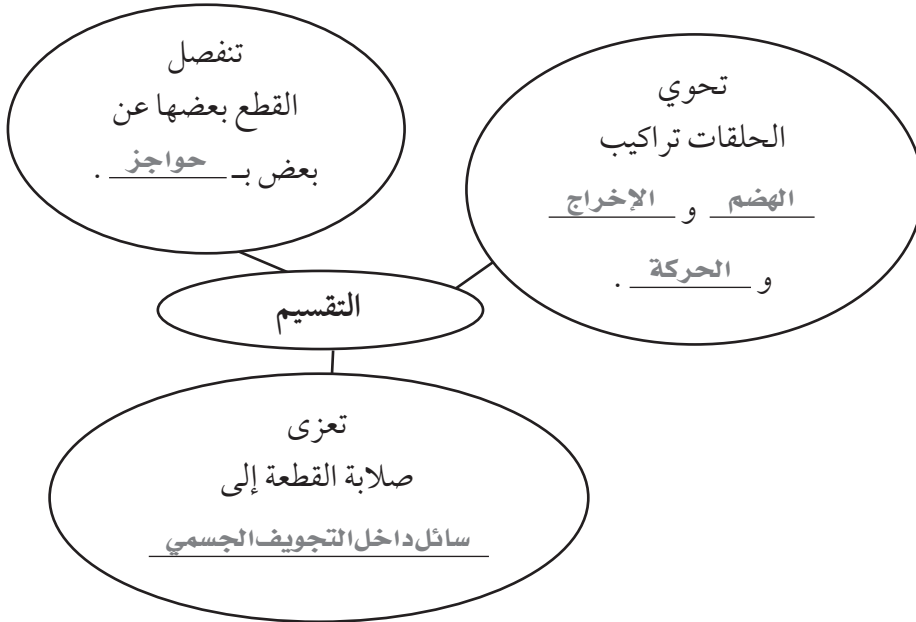 تنفصل
القطع بعضها عن
بعض بـ حواجز .
تحوي
الحلقات تراكيب
الهضم و الإخراج
و الحركة .
التقسيم
تعزى
صلابة القطعة إلى
سائل داخل التجويف الجسمي